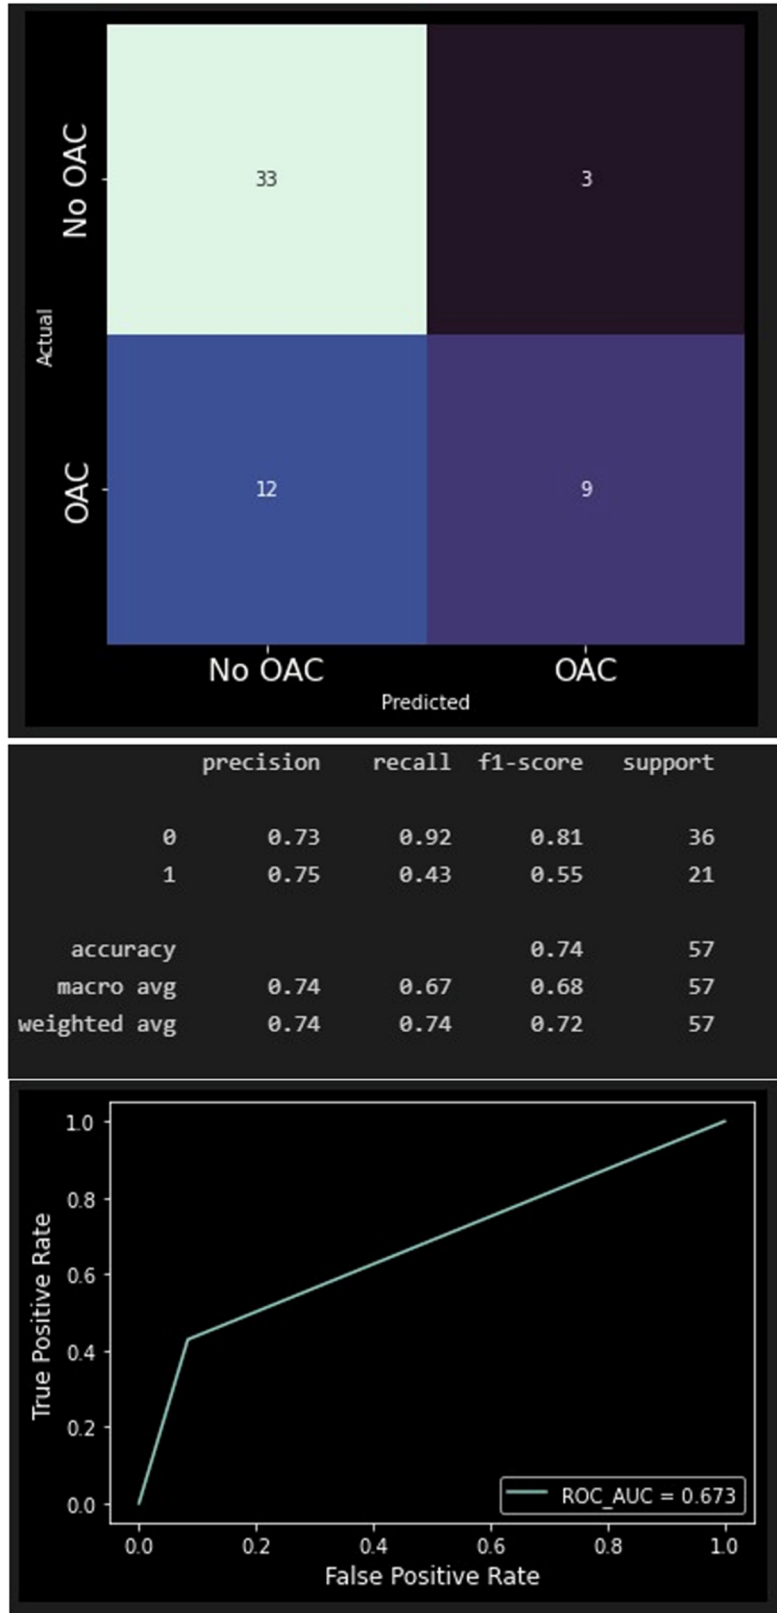 No OAC
33
3
Actual
OAC
12
9
No OAC
OAC
Predicted
precision recall f1-score support
0 0.73 0.92 0.81 36
1 0.75 0.43 0.55 21
accuracy 0.74 57
macro avg 0.74 0.67 0.68 57
weighted avg 0.74 0.74 0.72 57
1.0
0.8
0.6
0.4
0.2
0.0
True Positive Rate
ROC_AUC = 0.673
0.0 0.2 0.4 0.6 0.8 1.0
False Positive Rate